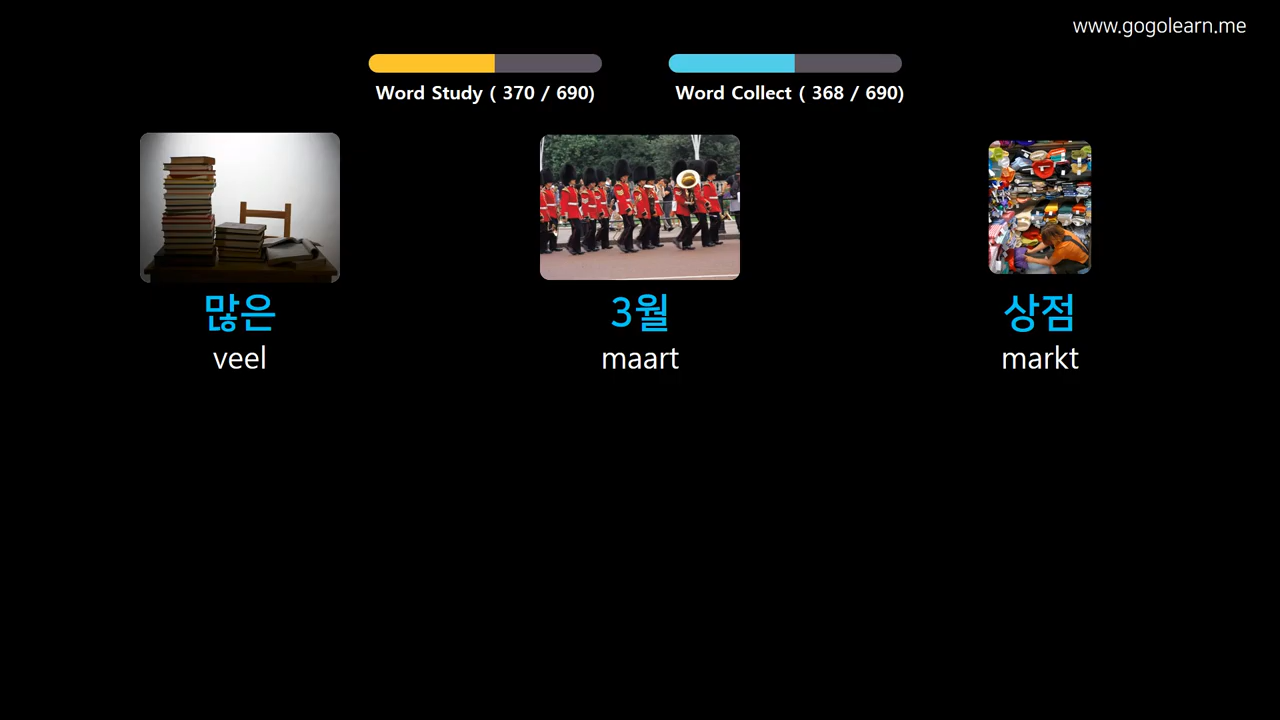 www.gogolearn.me
Word Study ( 370 / 690)
Word Collect ( 368 / 690)
많은
veel
3월
maart
상점
markt